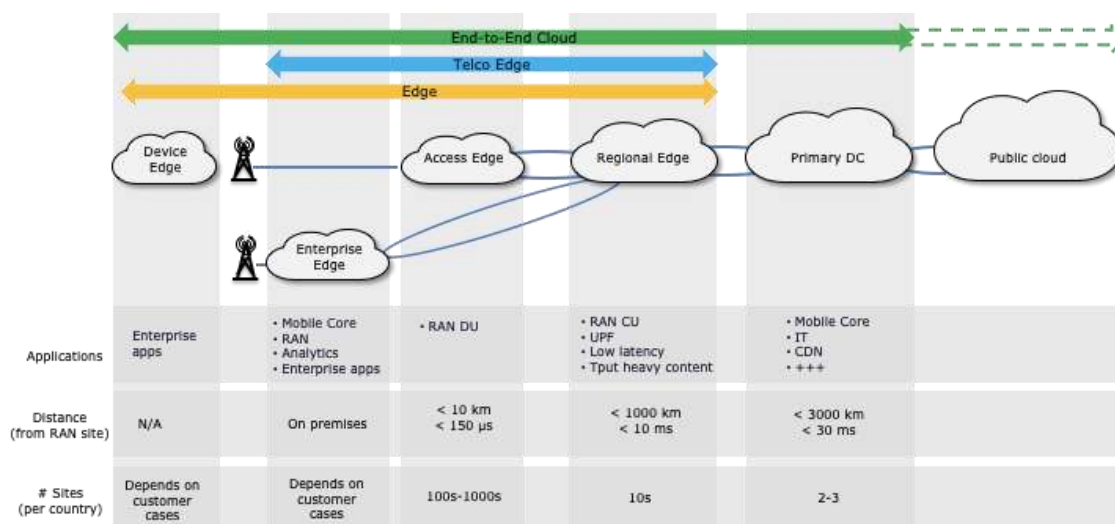 End-to-End Cloud
Telco Edge
Edge
Device
Edge
Access Edge
Regional Edge
Primary DC
Public cloud
Enterprise
Edge
Applications
Enterprise
apps
• Mobile Core
• RAN
• Analytics
• Enterprise apps
• RAN DU
• RAN CU
• UPF
• Low latency
• Tput heavy content
• Mobile Core
• IT
• CDN
• +++
Distance
(from RAN site)
N/A
On premises
< 10 km
< 150 µs
< 1000 km
< 10 ms
< 3000 km
< 30 ms
# Sites
(per country)
Depends on
customer
cases
Depends on
customer
cases
100s-1000s
10s
2-3